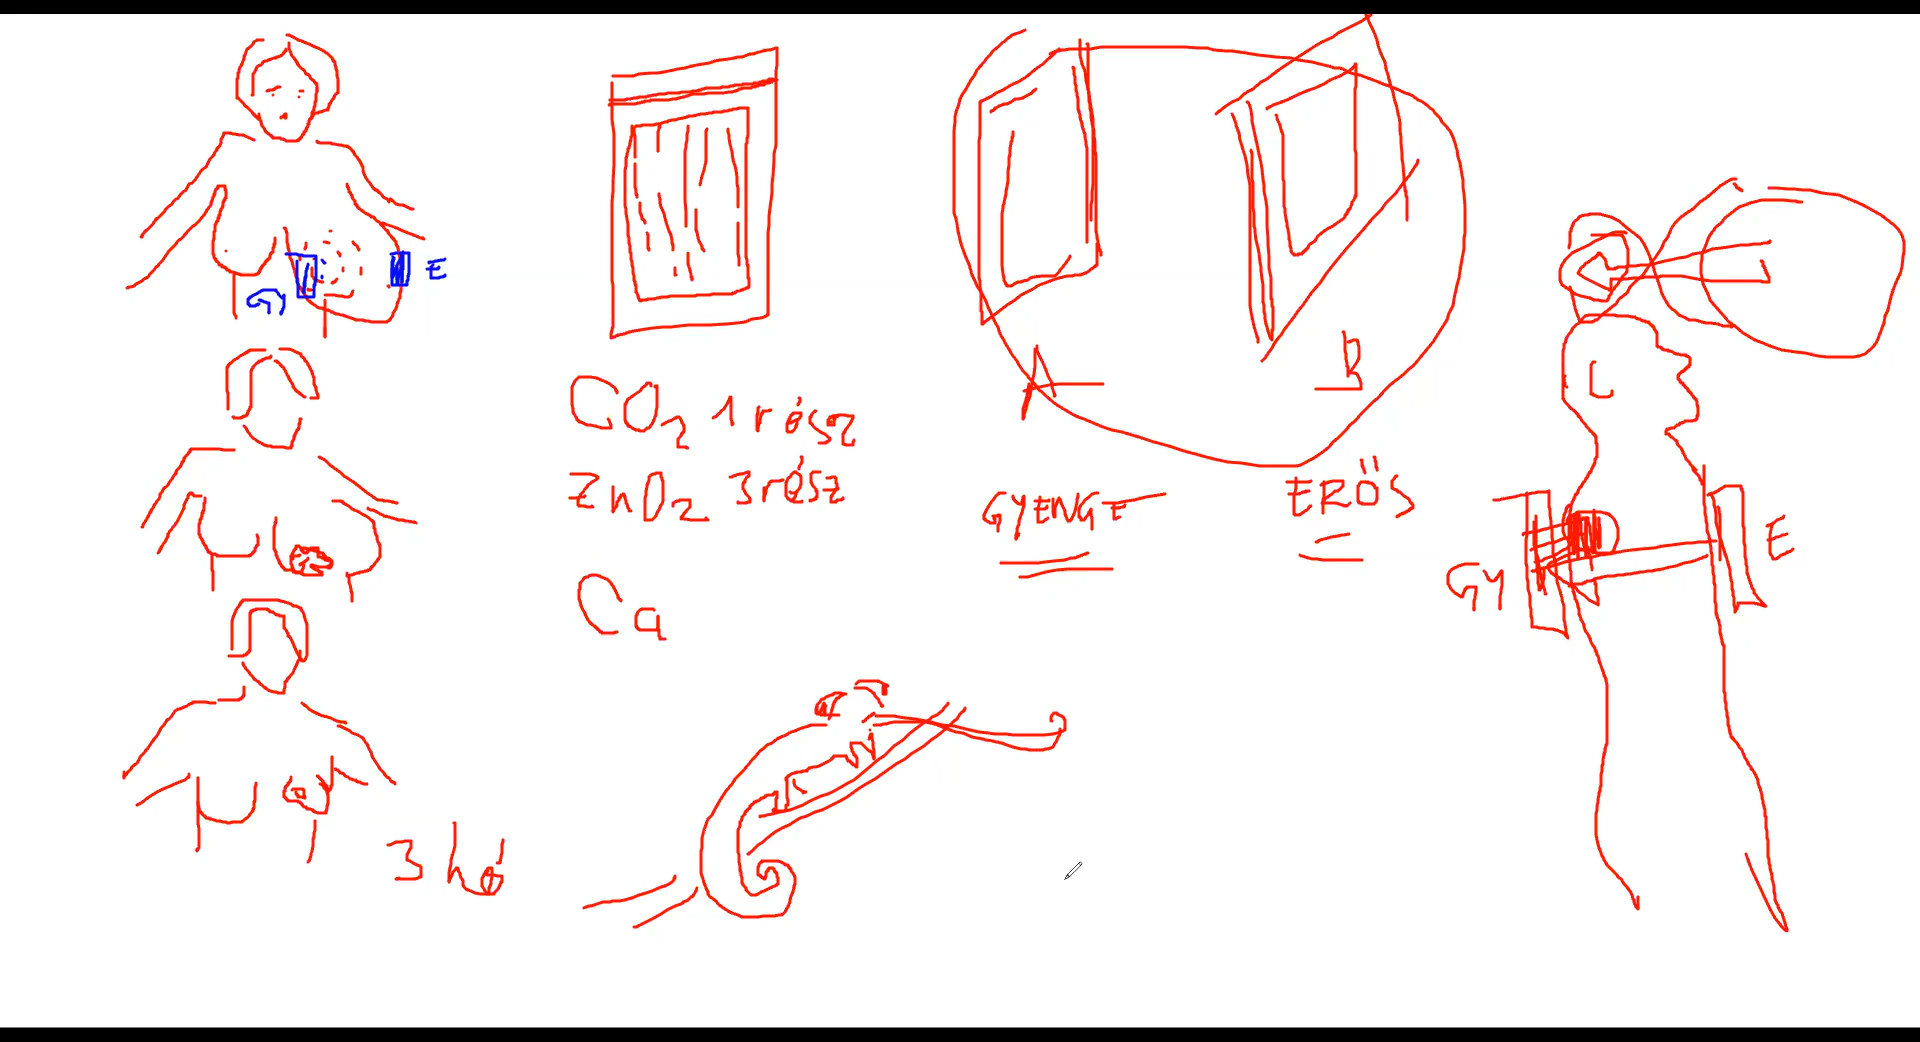 E
Gy
CO2 1 rész
ZnO2 3 rész
Ca
3 hó
A
B
GYENGE
ERŐS
GY
E